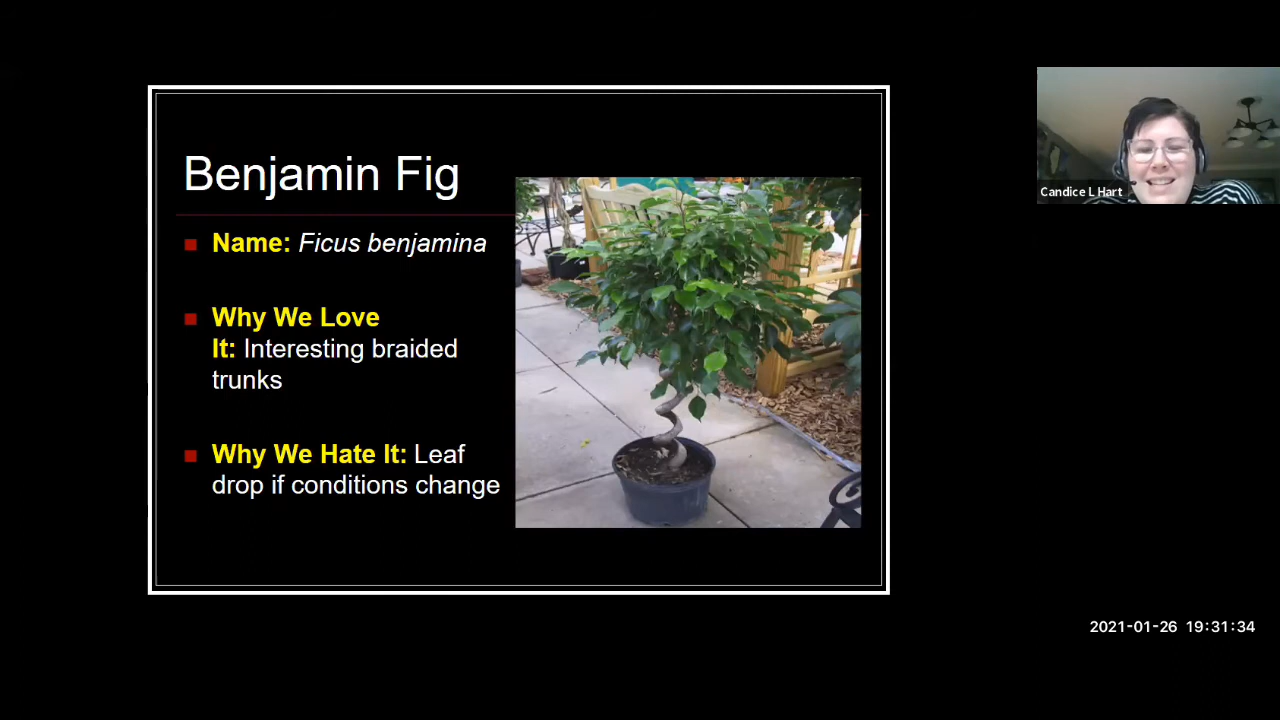 Benjamin Fig
Name: Ficus benjamina
Why We Love
It: Interesting braided
trunks
Why We Hate It: Leaf
drop if conditions change
Candice L Hart
2021-01-26 19:31:34